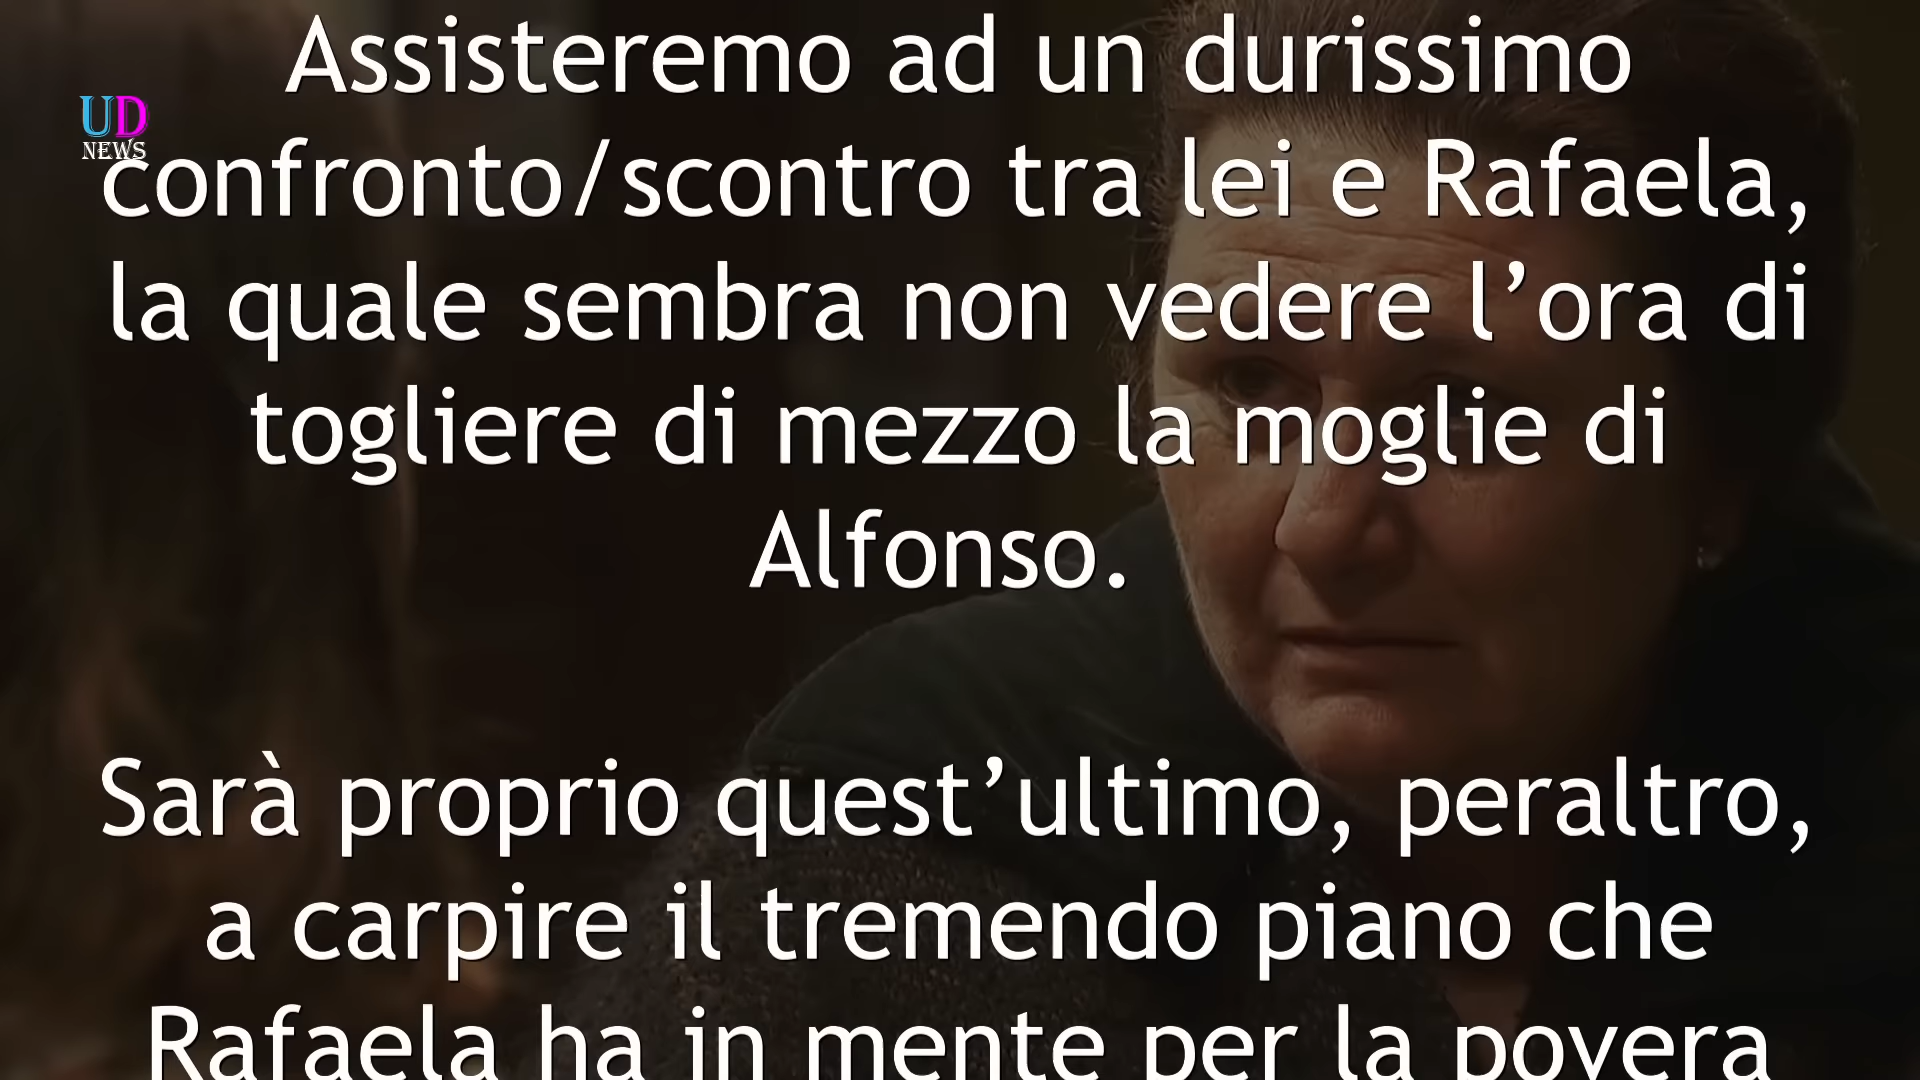 Assisteremo ad un durissimo
UD
NEWS
confronto/scontro tra lei e Rafaela,
la quale sembra non vedere l’ora di
togliere di mezzo la moglie di
Alfonso.
Sarà proprio quest’ultimo, peraltro,
a carpire il tremendo piano che
Rafaela ha in mente per la povera